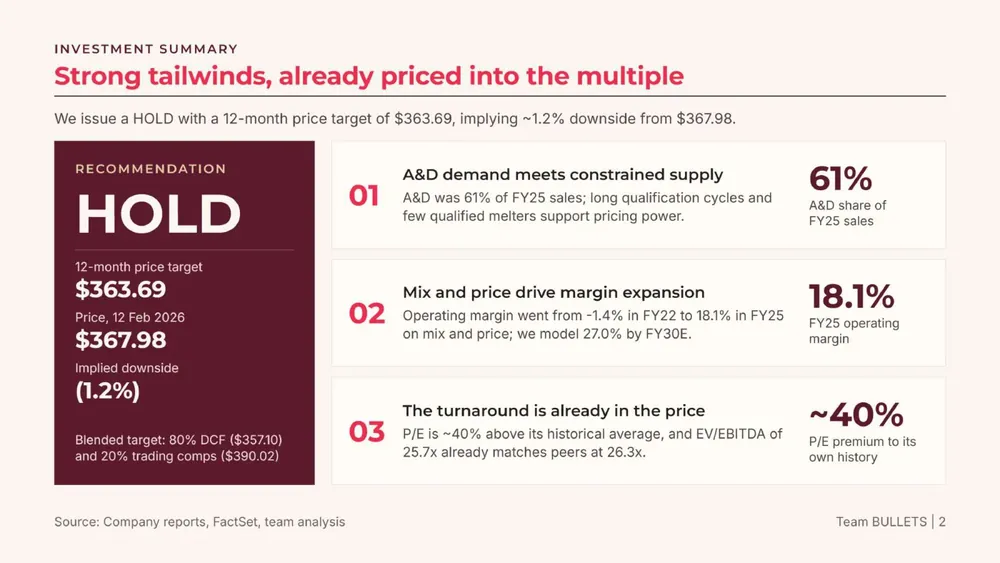 INVESTMENT SUMMARY
Strong tailwinds, already priced into the multiple
We issue a HOLD with a 12-month price target of $363.69, implying ~1.2% downside from $367.98.
RECOMMENDATION
HOLD
12-month price target
$363.69
Price, 12 Feb 2026
$367.98
Implied downside
(1.2%)
Blended target: 80% DCF ($357.10)
and 20% trading comps ($390.02)
01
A&D demand meets constrained supply
A&D was 61% of FY25 sales; long qualification cycles and
few qualified melters support pricing power.
61%
A&D share of
FY25 sales
02
Mix and price drive margin expansion
Operating margin went from -1.4% in FY22 to 18.1% in FY25
on mix and price; we model 27.0% by FY30E.
18.1%
FY25 operating
margin
03
The turnaround is already in the price
P/E is ~40% above its historical average, and EV/EBITDA of
25.7x already matches peers at 26.3x.
~40%
P/E premium to its
own history
Source: Company reports, FactSet, team analysis
Team BULLETS | 2